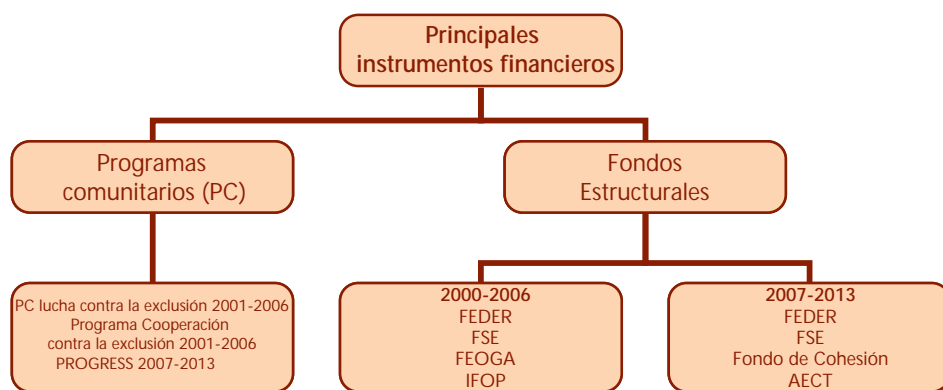 Principales
instrumentos financieros
Programas
comunitarios (PC)
Fondos
Estructurales
PC lucha contra la exclusión 2001-2006
Programa Cooperación
contra la exclusión 2001-2006
PROGRESS 2007-2013
2000-2006
FEDER
FSE
FEOGA
IFOP
2007-2013
FEDER
FSE
Fondo de Cohesión
AECT